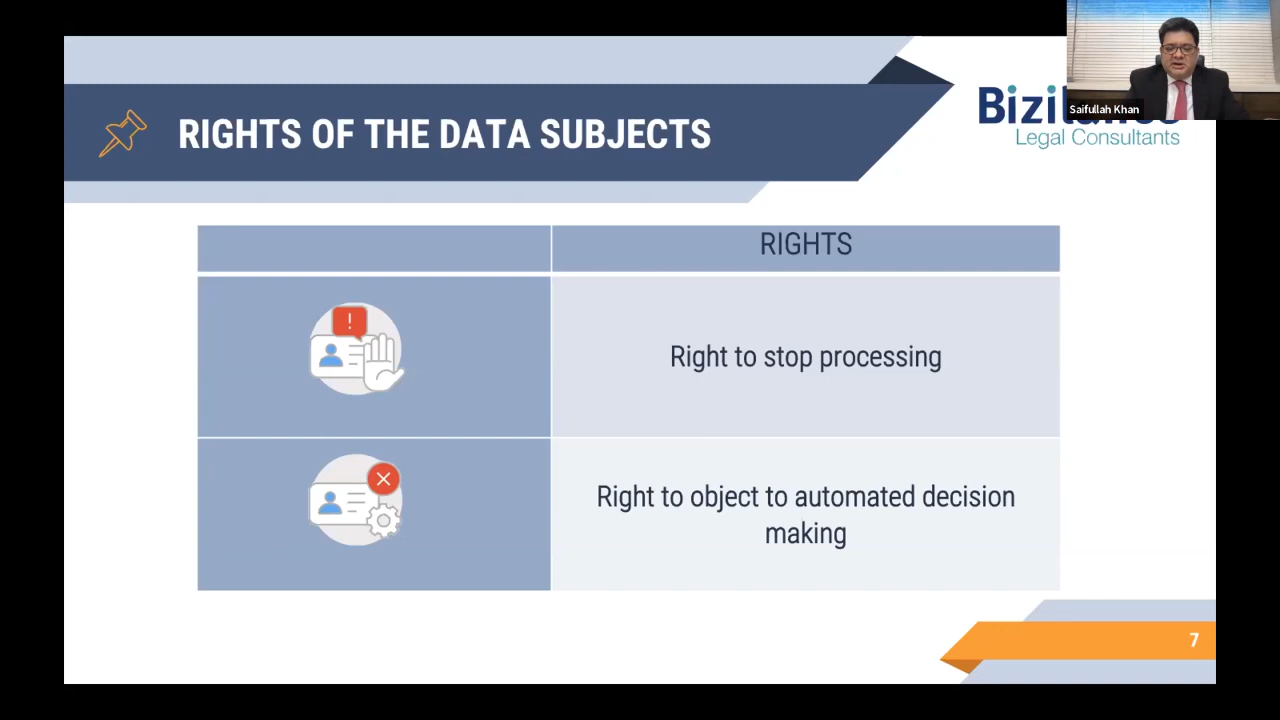 RIGHTS OF THE DATA SUBJECTS
Legal Consultants
Saifullah Khan
RIGHTS
!
Right to stop processing
Right to object to automated decision
making
7